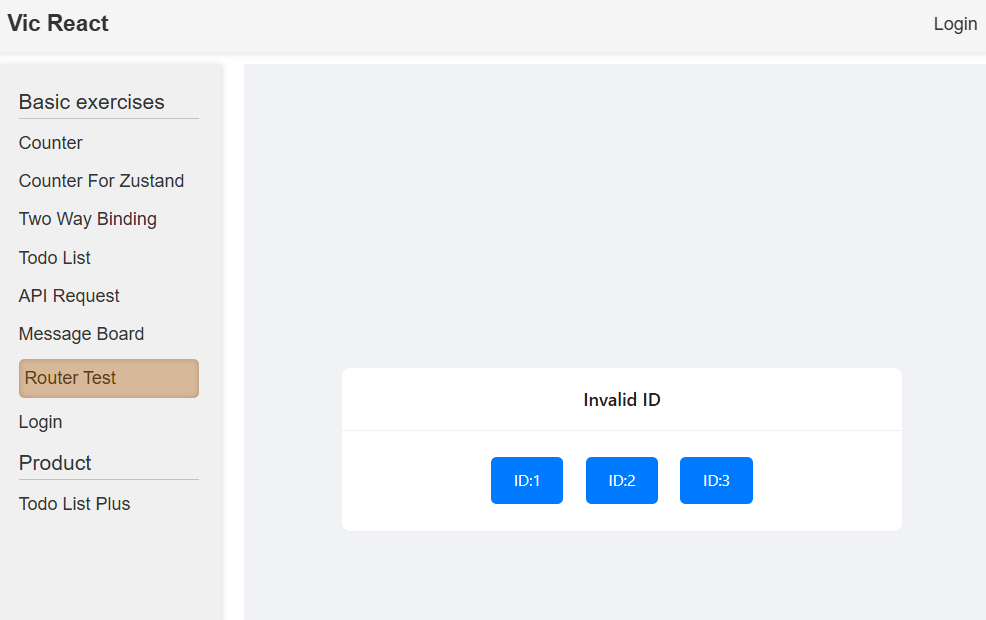 Vic React
Login
Basic exercises
Counter
Counter For Zustand
Two Way Binding
Todo List
API Request
Message Board
Router Test
Login
Product
Todo List Plus
Invalid ID
ID:1 ID:2 ID:3